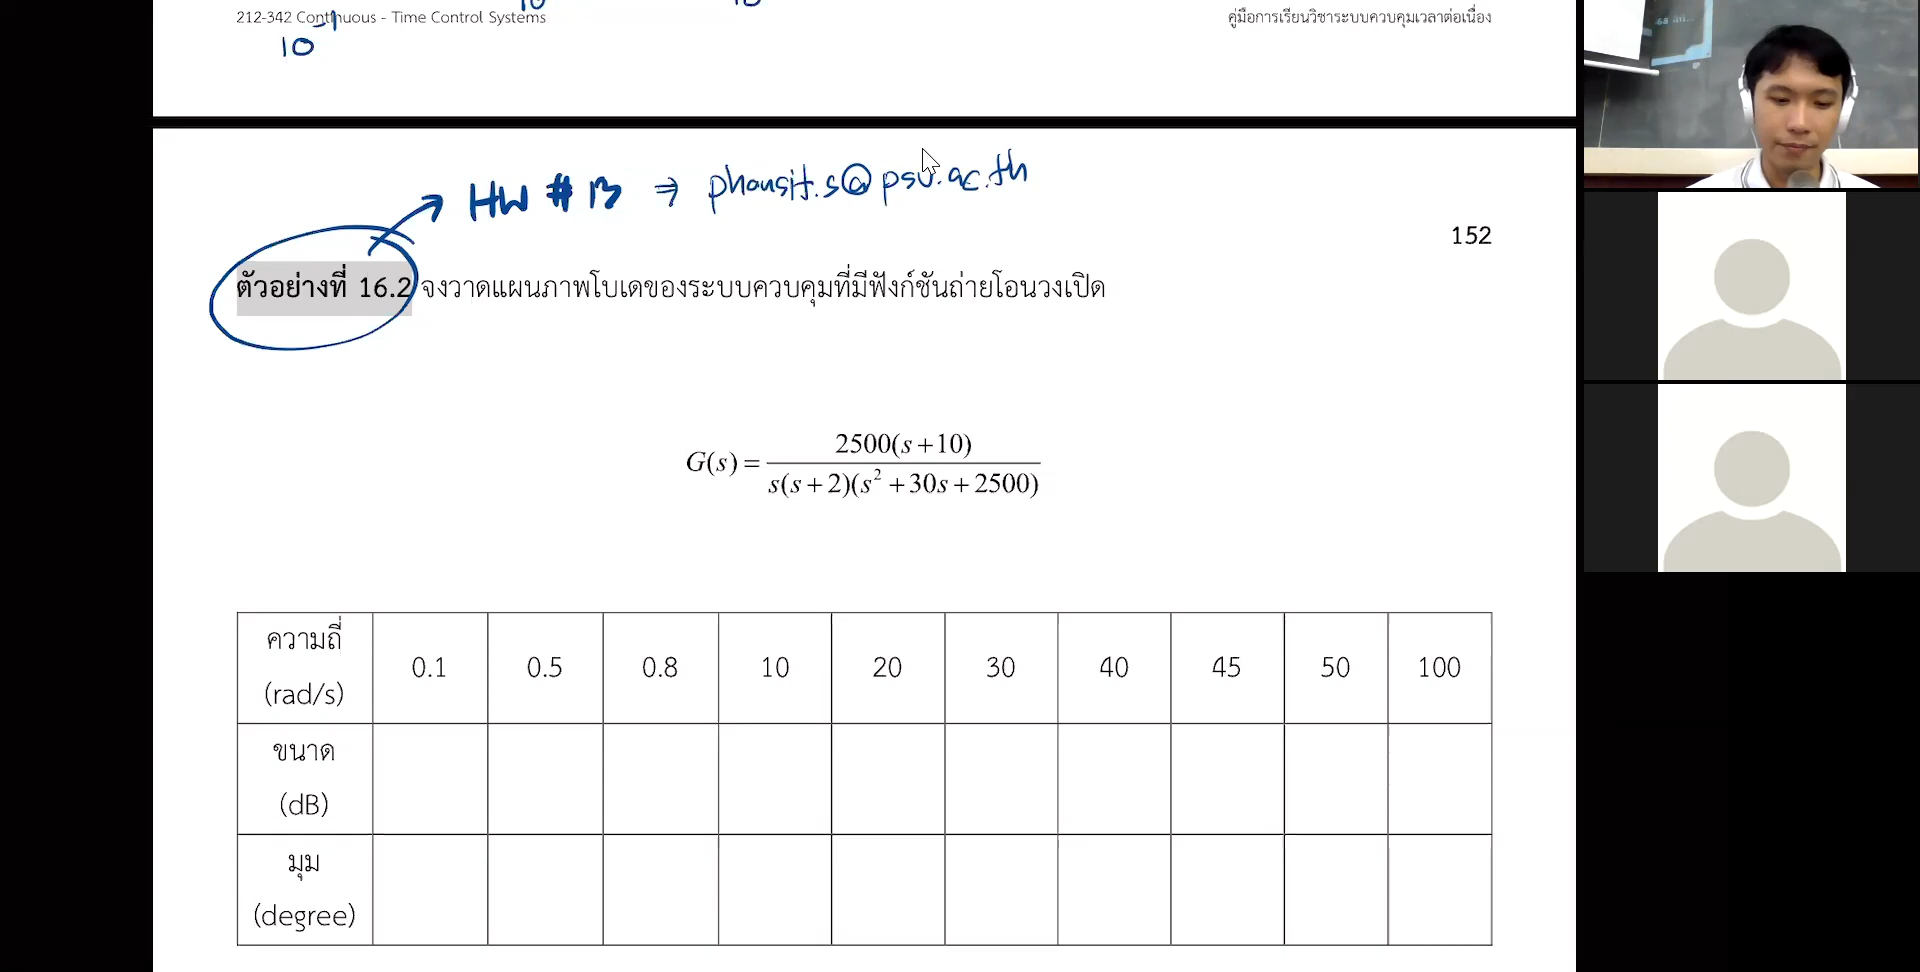 212-342 Continuous - Time Control Systems
คู่มือการเรียนวิชาระบบควบคุมเวลาต่อเนื่อง
10⁻¹
HW # 13 ⇒ phansit.s@psu.ac.th
152
ตัวอย่างที่ 16.2 จงวาดแผนภาพโบเดของระบบควบคุมที่มีฟังก์ชันถ่ายโอนวงเปิด
G(s) = 2500(s+10) / s(s+2)(s²+30s+2500)
ความถี่ (rad/s) 0.1 0.5 0.8 10 20 30 40 45 50 100
ขนาด (dB)
มุม (degree)